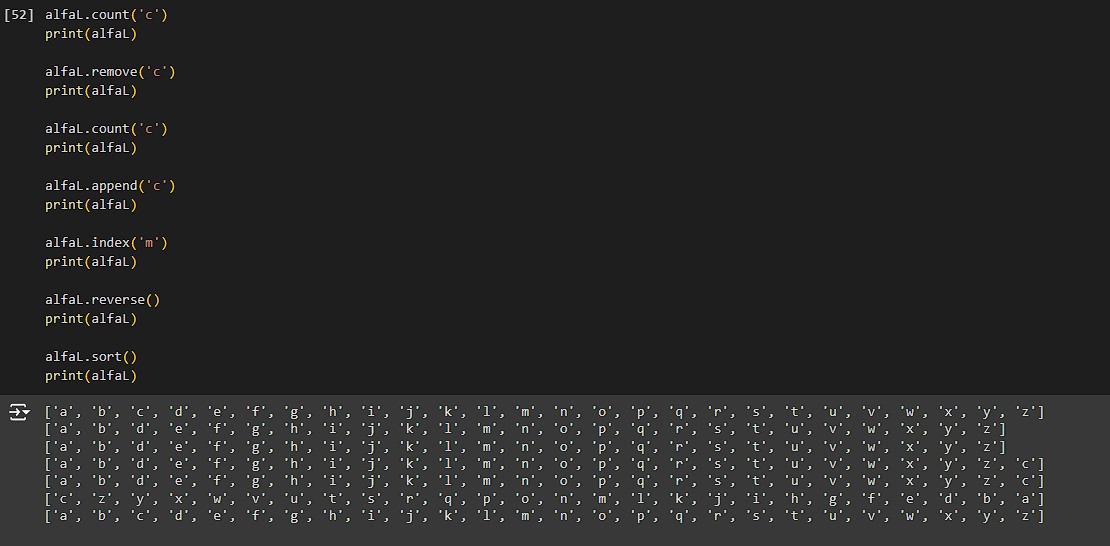 [52] alfaL.count('c')
print(alfaL)
alfaL.remove('c')
print(alfaL)
alfaL.count('c')
print(alfaL)
alfaL.append('c')
print(alfaL)
alfaL.index('m')
print(alfaL)
alfaL.reverse()
print(alfaL)
alfaL.sort()
print(alfaL)
['a', 'b', 'c', 'd', 'e', 'f', 'g', 'h', 'i', 'j', 'k', 'l', 'm', 'n', 'o', 'p', 'q', 'r', 's', 't', 'u', 'v', 'w', 'x', 'y', 'z']
['a', 'b', 'd', 'e', 'f', 'g', 'h', 'i', 'j', 'k', 'l', 'm', 'n', 'o', 'p', 'q', 'r', 's', 't', 'u', 'v', 'w', 'x', 'y', 'z']
['a', 'b', 'd', 'e', 'f', 'g', 'h', 'i', 'j', 'k', 'l', 'm', 'n', 'o', 'p', 'q', 'r', 's', 't', 'u', 'v', 'w', 'x', 'y', 'z']
['a', 'b', 'd', 'e', 'f', 'g', 'h', 'i', 'j', 'k', 'l', 'm', 'n', 'o', 'p', 'q', 'r', 's', 't', 'u', 'v', 'w', 'x', 'y', 'z', 'c']
['a', 'b', 'd', 'e', 'f', 'g', 'h', 'i', 'j', 'k', 'l', 'm', 'n', 'o', 'p', 'q', 'r', 's', 't', 'u', 'v', 'w', 'x', 'y', 'z', 'c']
['c', 'z', 'y', 'x', 'w', 'v', 'u', 't', 's', 'r', 'q', 'p', 'o', 'n', 'm', 'l', 'k', 'j', 'i', 'h', 'g', 'f', 'e', 'd', 'b', 'a']
['a', 'b', 'c', 'd', 'e', 'f', 'g', 'h', 'i', 'j', 'k', 'l', 'm', 'n', 'o', 'p', 'q', 'r', 's', 't', 'u', 'v', 'w', 'x', 'y', 'z']